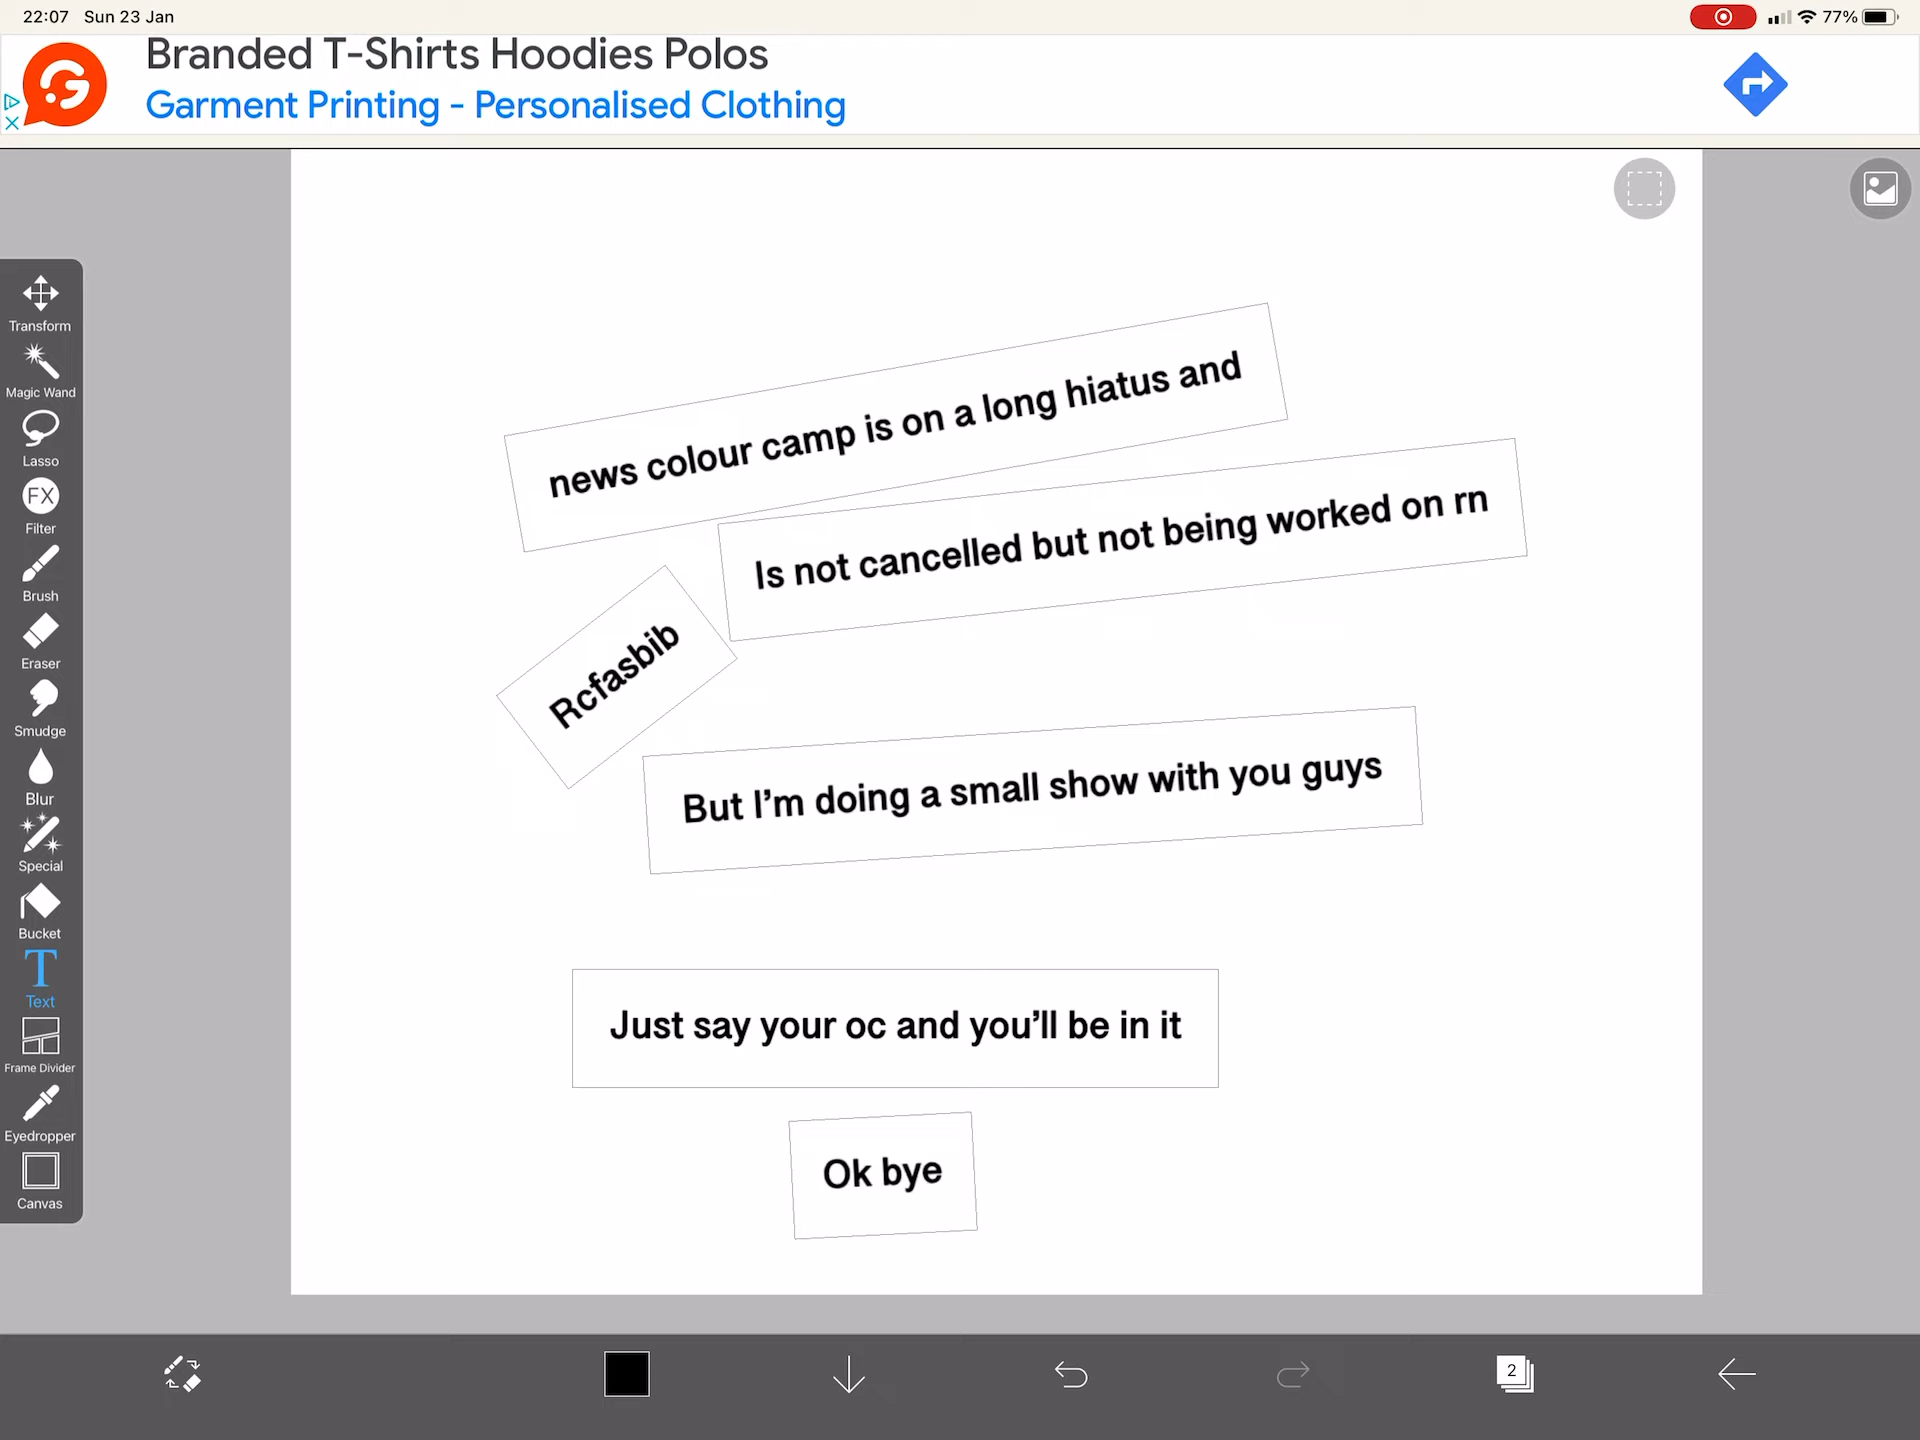 22:07 Sun 23 Jan
77%
Branded T-Shirts Hoodies Polos
Garment Printing - Personalised Clothing
Transform
Magic Wand
Lasso
FX
Filter
Brush
Eraser
Smudge
Blur
Special
Bucket
T
Text
Frame Divider
Eyedropper
Canvas
news colour camp is on a long hiatus and
Is not cancelled but not being worked on rn
Rcfasbib
But I’m doing a small show with you guys
Just say your oc and you’ll be in it
Ok bye
2